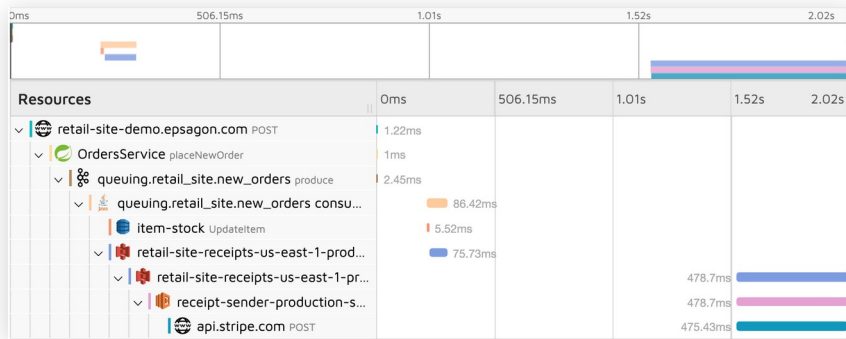 0ms 506.15ms 1.01s 1.52s 2.02s
Resources 0ms 506.15ms 1.01s 1.52s 2.02s
retail-site-demo.epsagon.com POST 1.22ms
OrdersService placeNewOrder 1ms
queuing.retail_site.new_orders produce 2.45ms
queuing.retail_site.new_orders consu... 86.42ms
item-stock UpdateItem 5.52ms
retail-site-receipts-us-east-1-prod... 75.73ms
retail-site-receipts-us-east-1-pr... 478.7ms
receipt-sender-production-s... 478.7ms
api.stripe.com POST 475.43ms